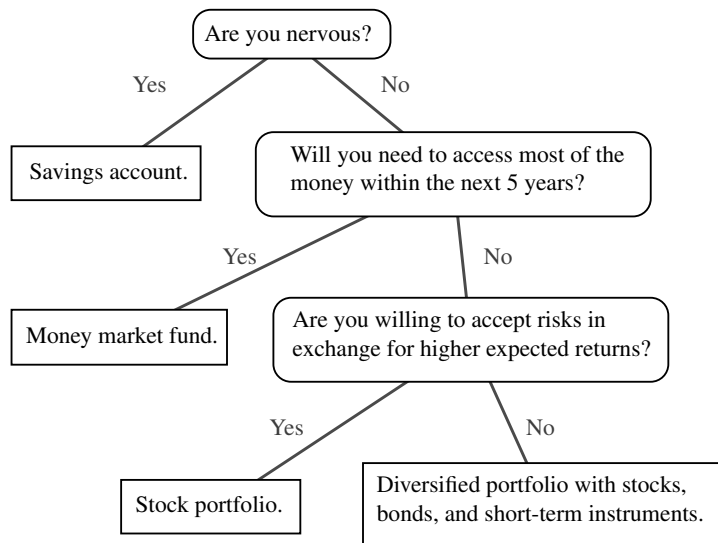 Are you nervous?
Yes
No
Savings account.
Will you need to access most of the
money within the next 5 years?
Yes
No
Money market fund.
Are you willing to accept risks in
exchange for higher expected returns?
Yes
No
Stock portfolio.
Diversified portfolio with stocks,
bonds, and short-term instruments.